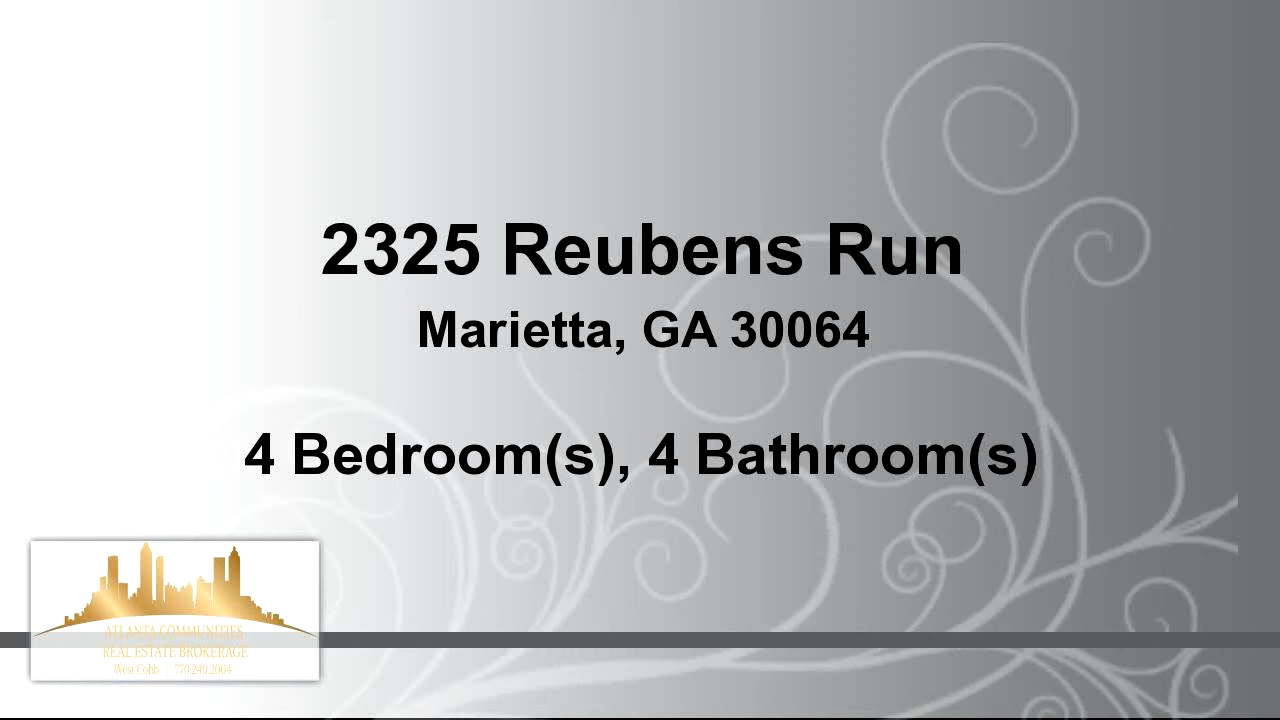 2325 Reubens Run
Marietta, GA 30064
4 Bedroom(s), 4 Bathroom(s)
ATLANTA COMMUNITIES
REAL ESTATE BROKERAGE
West Cobb . 770.240.2004